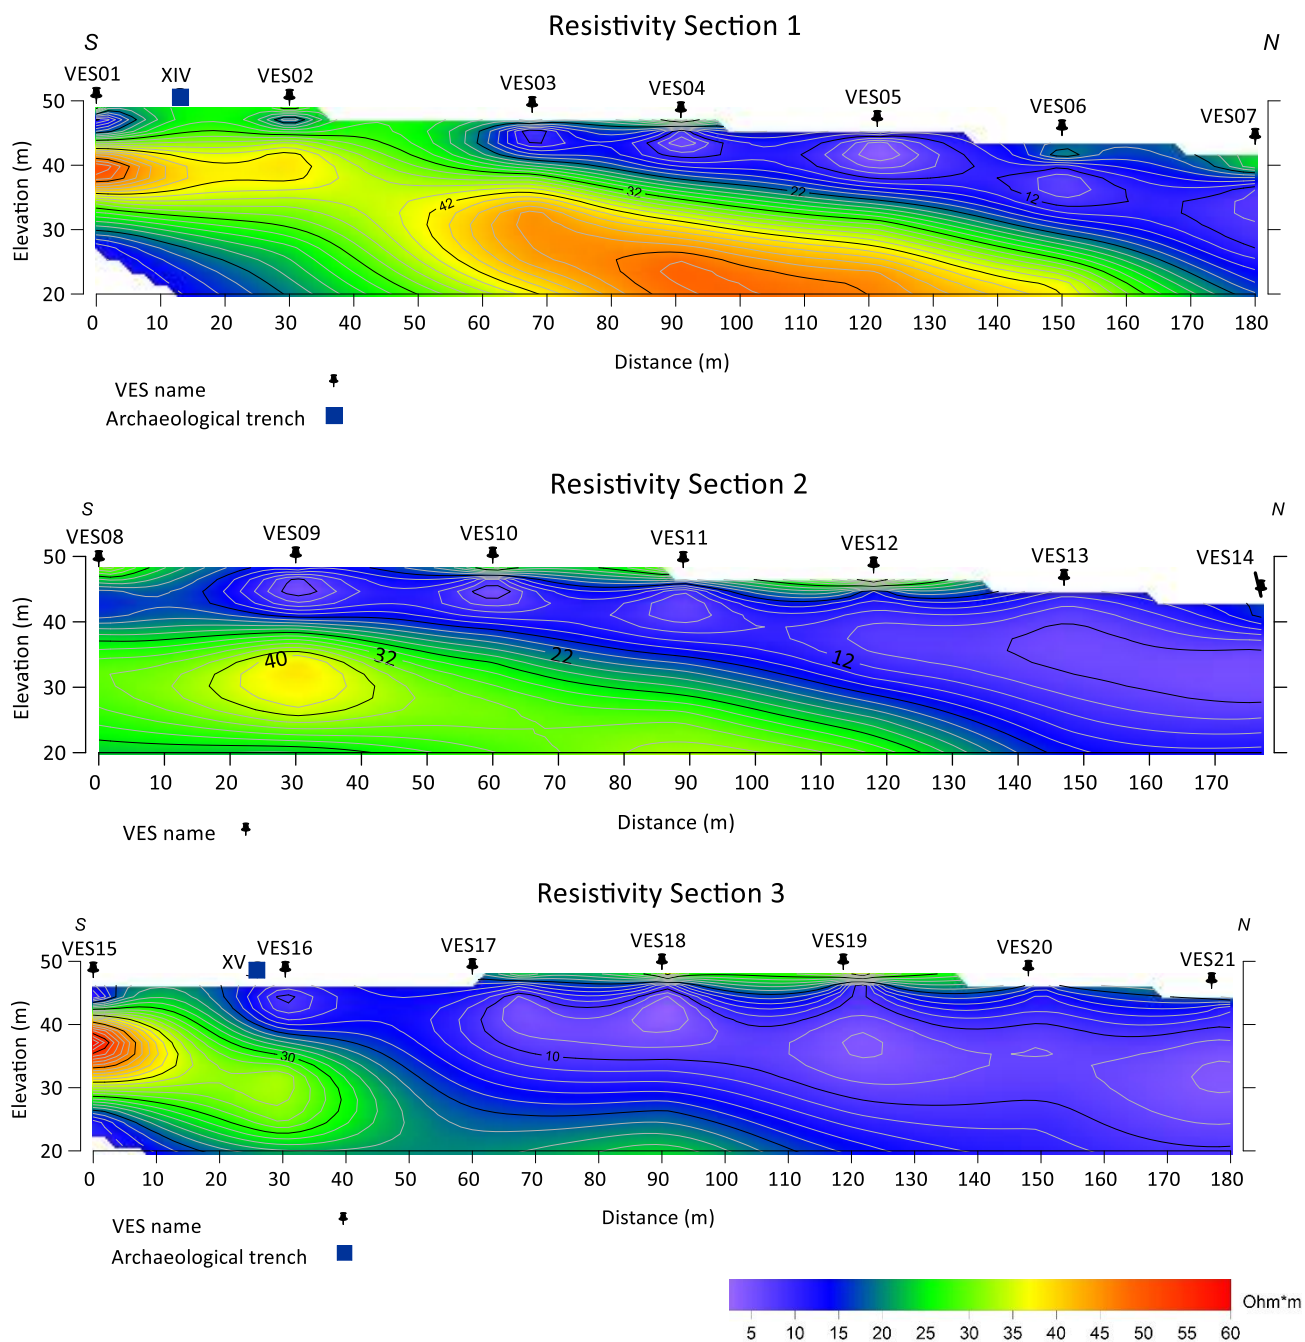 Resistivity Section 1
S
N
VES01
XIV
VES02
VES03
VES04
VES05
VES06
VES07
50
40
30
20
Elevation (m)
42
32
22
12
0 10 20 30 40 50 60 70 80 90 100 110 120 130 140 150 160 170 180
Distance (m)
VES name
Archaeological trench
Resistivity Section 2
S
N
VES08
VES09
VES10
VES11
VES12
VES13
VES14
50
40
30
20
Elevation (m)
40
32
22
12
0 10 20 30 40 50 60 70 80 90 100 110 120 130 140 150 160 170
Distance (m)
VES name
Resistivity Section 3
S
N
VES15
XV
VES16
VES17
VES18
VES19
VES20
VES21
50
40
30
20
Elevation (m)
30
10
0 10 20 30 40 50 60 70 80 90 100 110 120 130 140 150 160 170 180
Distance (m)
VES name
Archaeological trench
Ohm*m
5 10 15 20 25 30 35 40 45 50 55 60